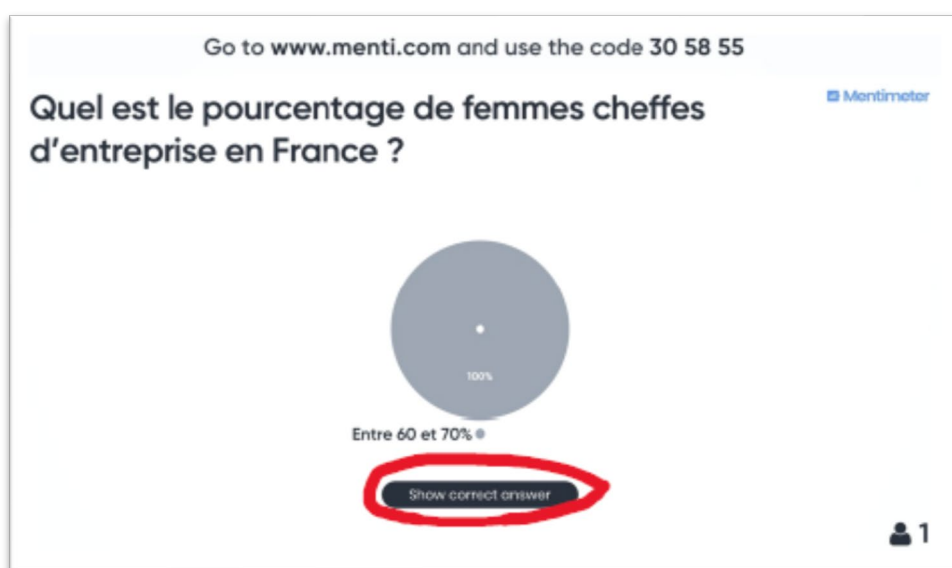 Go to www.menti.com and use the code 30 58 55
Mentimeter
Quel est le pourcentage de femmes cheffes
d'entreprise en France ?
100%
Entre 60 et 70%
Show correct answer
1